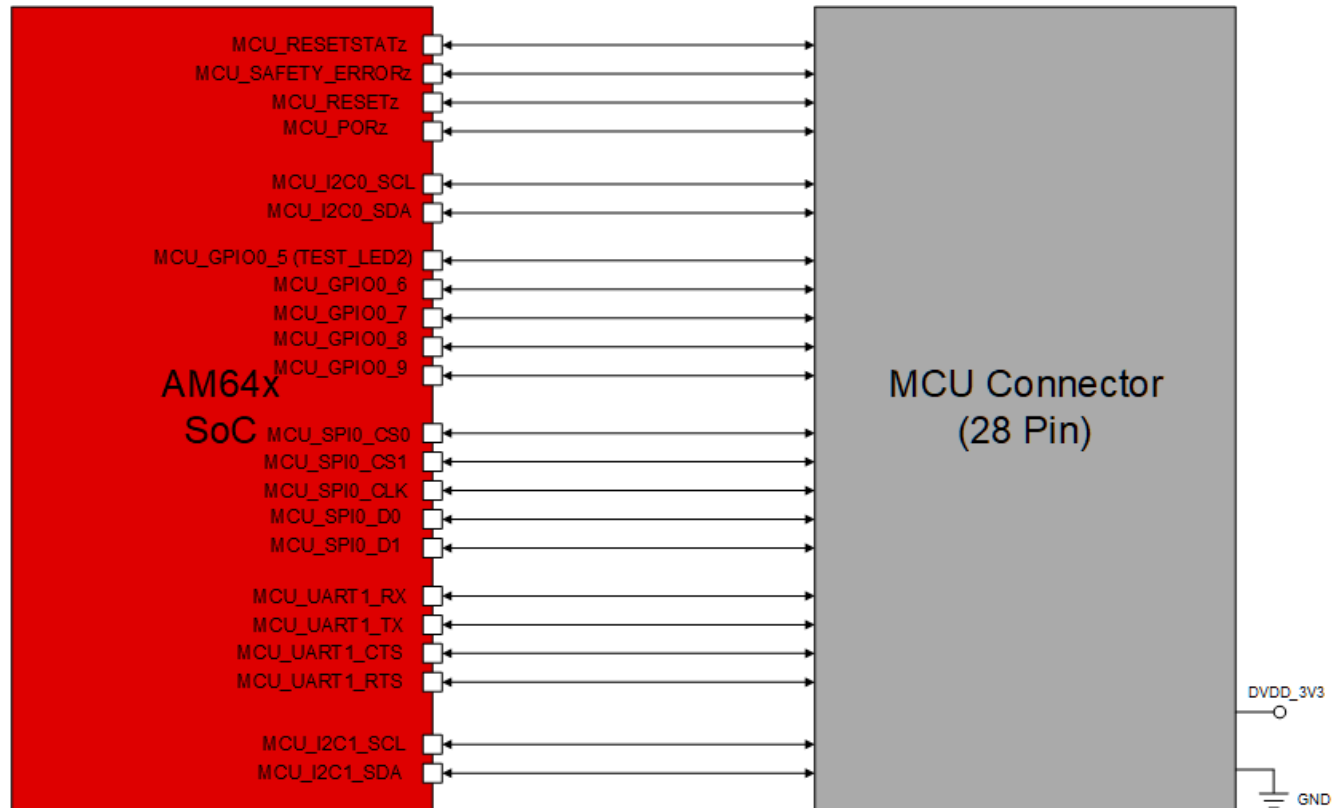 MCU_RESETSTATz
MCU_SAFETY_ERRORz
MCU_RESETz
MCU_PORz
MCU_I2C0_SCL
MCU_I2C0_SDA
MCU_GPIO0_5 (TEST_LED2)
MCU_GPIO0_6
MCU_GPIO0_7
MCU_GPIO0_8
MCU_GPIO0_9
AM64x
SoC
MCU_SPI0_CS0
MCU_SPI0_CS1
MCU_SPI0_CLK
MCU_SPI0_D0
MCU_SPI0_D1
MCU_UART1_RX
MCU_UART1_TX
MCU_UART1_CTS
MCU_UART1_RTS
MCU_I2C1_SCL
MCU_I2C1_SDA
MCU Connector
(28 Pin)
DVDD_3V3
GND